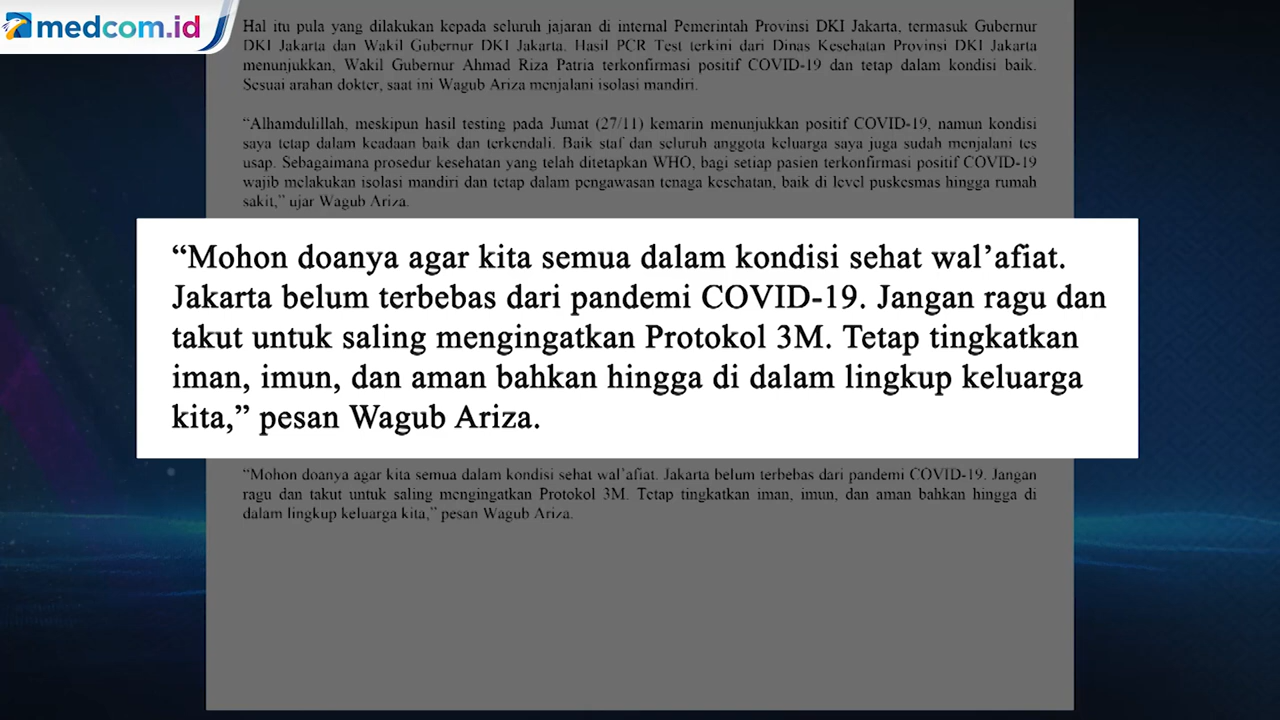 medcom.id
Hal itu pula yang dilakukan kepada seluruh jajaran di internal Pemerintah Provinsi DKI Jakarta, termasuk Gubernur
DKI Jakarta dan Wakil Gubernur DKI Jakarta. Hasil PCR Test terkini dari Dinas Kesehatan Provinsi DKI Jakarta
menunjukkan, Wakil Gubernur Ahmad Riza Patria terkonfirmasi positif COVID-19 dan tetap dalam kondisi baik.
Sesuai arahan dokter, saat ini Wagub Ariza menjalani isolasi mandiri.
“Alhamdulillah, meskipun hasil testing pada Jumat (27/11) kemarin menunjukkan positif COVID-19, namun kondisi
saya tetap dalam keadaan baik dan terkendali. Baik staf dan seluruh anggota keluarga saya juga sudah menjalani tes
usap. Sebagaimana prosedur kesehatan yang telah ditetapkan WHO, bagi setiap pasien terkonfirmasi positif COVID-19
wajib melakukan isolasi mandiri dan tetap dalam pengawasan tenaga kesehatan, baik di level puskesmas hingga rumah
sakit,” ujar Wagub Ariza.
“Mohon doanya agar kita semua dalam kondisi sehat wal’afiat.
Jakarta belum terbebas dari pandemi COVID-19. Jangan ragu dan
takut untuk saling mengingatkan Protokol 3M. Tetap tingkatkan
iman, imun, dan aman bahkan hingga di dalam lingkup keluarga
kita,” pesan Wagub Ariza.
“Mohon doanya agar kita semua dalam kondisi sehat wal’afiat. Jakarta belum terbebas dari pandemi COVID-19. Jangan
ragu dan takut untuk saling mengingatkan Protokol 3M. Tetap tingkatkan iman, imun, dan aman bahkan hingga di
dalam lingkup keluarga kita,” pesan Wagub Ariza.